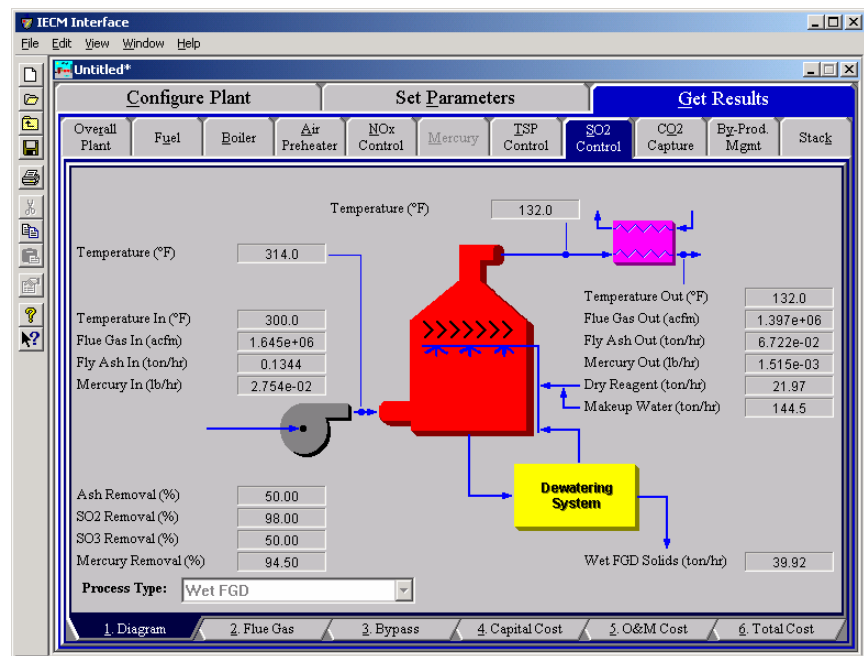 IECM Interface
File Edit View Window Help
Untitled*
Configure Plant Set Parameters Get Results
Overall Plant Fuel Boiler Air Preheater NOx Control Mercury TSP Control SO2 Control CO2 Capture By-Prod. Mgmt Stack
Temperature (°F) 132.0
Temperature (°F) 314.0
Temperature In (°F) 300.0
Flue Gas In (acfm) 1.645e+06
Fly Ash In (ton/hr) 0.1344
Mercury In (lb/hr) 2.754e-02
Temperature Out (°F) 132.0
Flue Gas Out (acfm) 1.397e+06
Fly Ash Out (ton/hr) 6.722e-02
Mercury Out (lb/hr) 1.515e-03
Dry Reagent (ton/hr) 21.97
Makeup Water (ton/hr) 144.5
Dewatering
System
Ash Removal (%) 50.00
SO2 Removal (%) 98.00
SO3 Removal (%) 50.00
Mercury Removal (%) 94.50
Wet FGD Solids (ton/hr) 39.92
Process Type: Wet FGD
1. Diagram 2. Flue Gas 3. Bypass 4. Capital Cost 5. O&M Cost 6. Total Cost